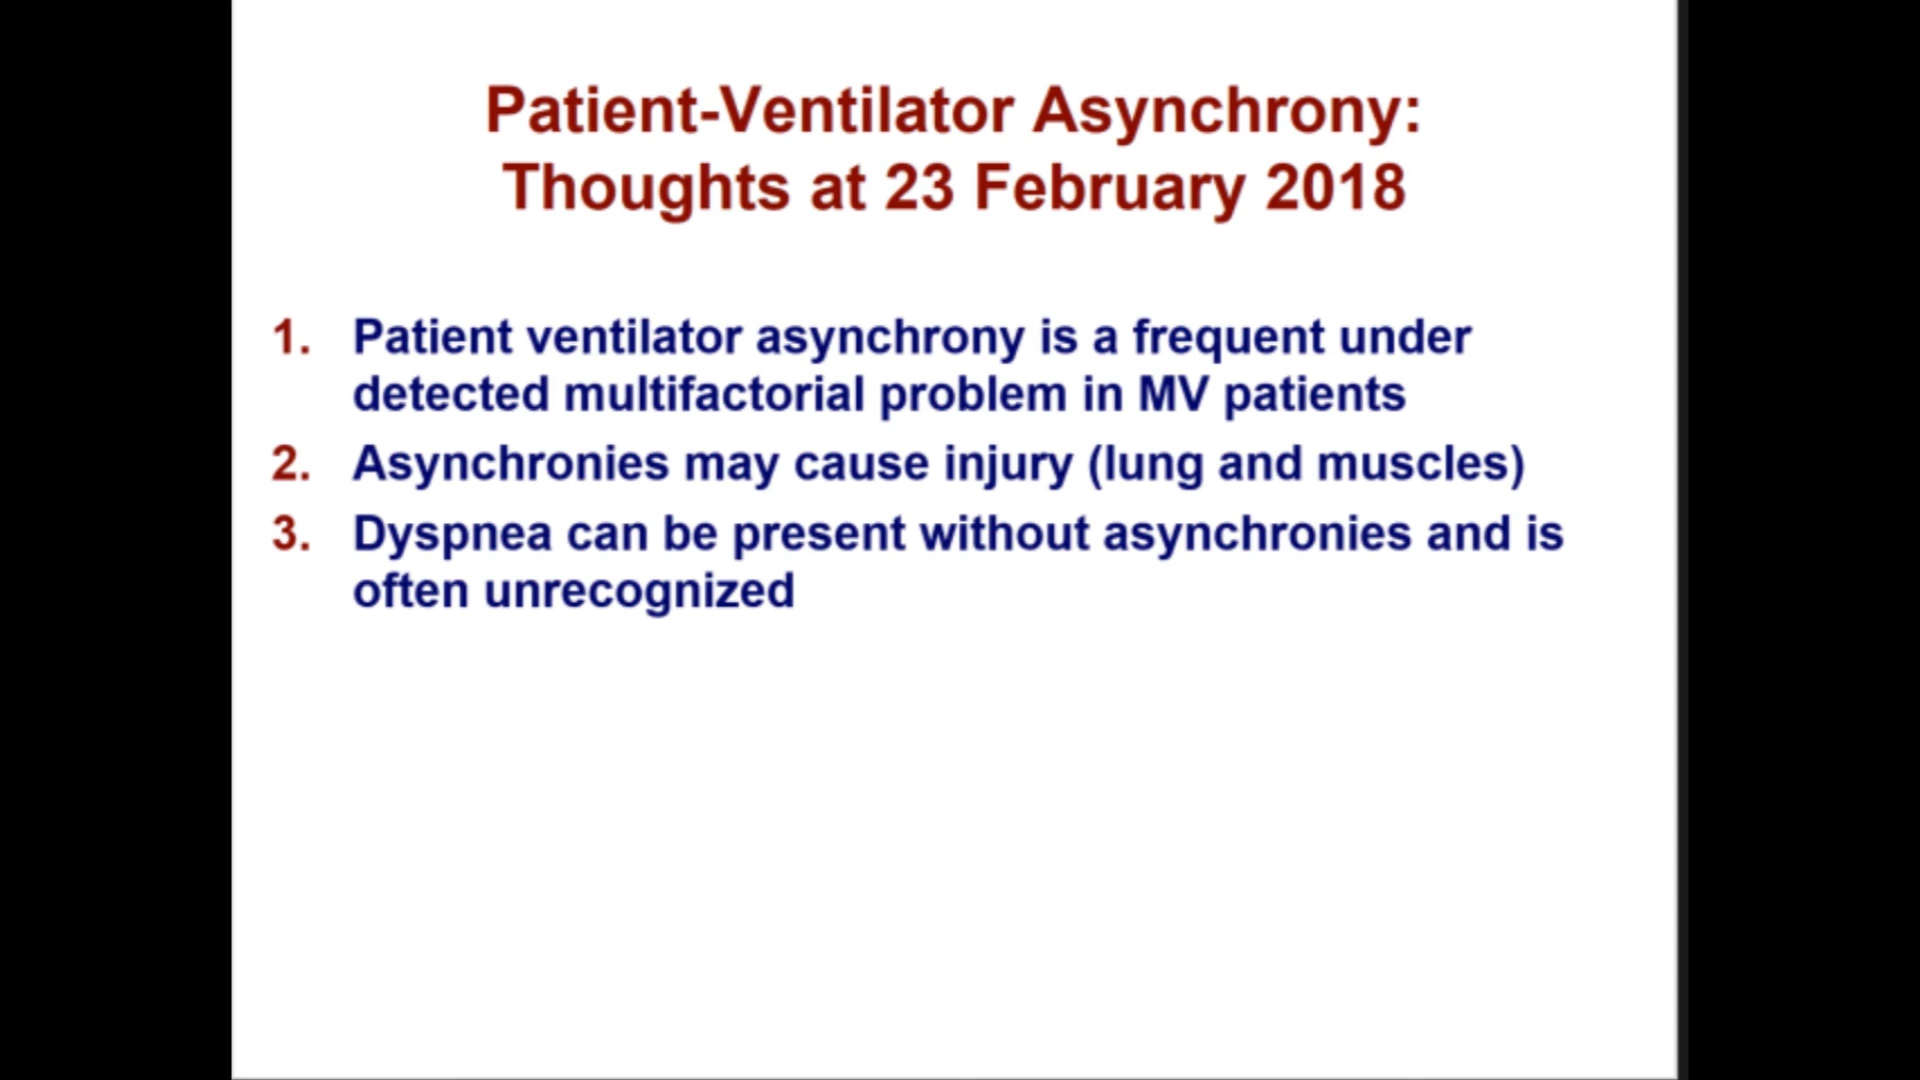 Patient-Ventilator Asynchrony:
Thoughts at 23 February 2018
1. Patient ventilator asynchrony is a frequent under
detected multifactorial problem in MV patients
2. Asynchronies may cause injury (lung and muscles)
3. Dyspnea can be present without asynchronies and is
often unrecognized